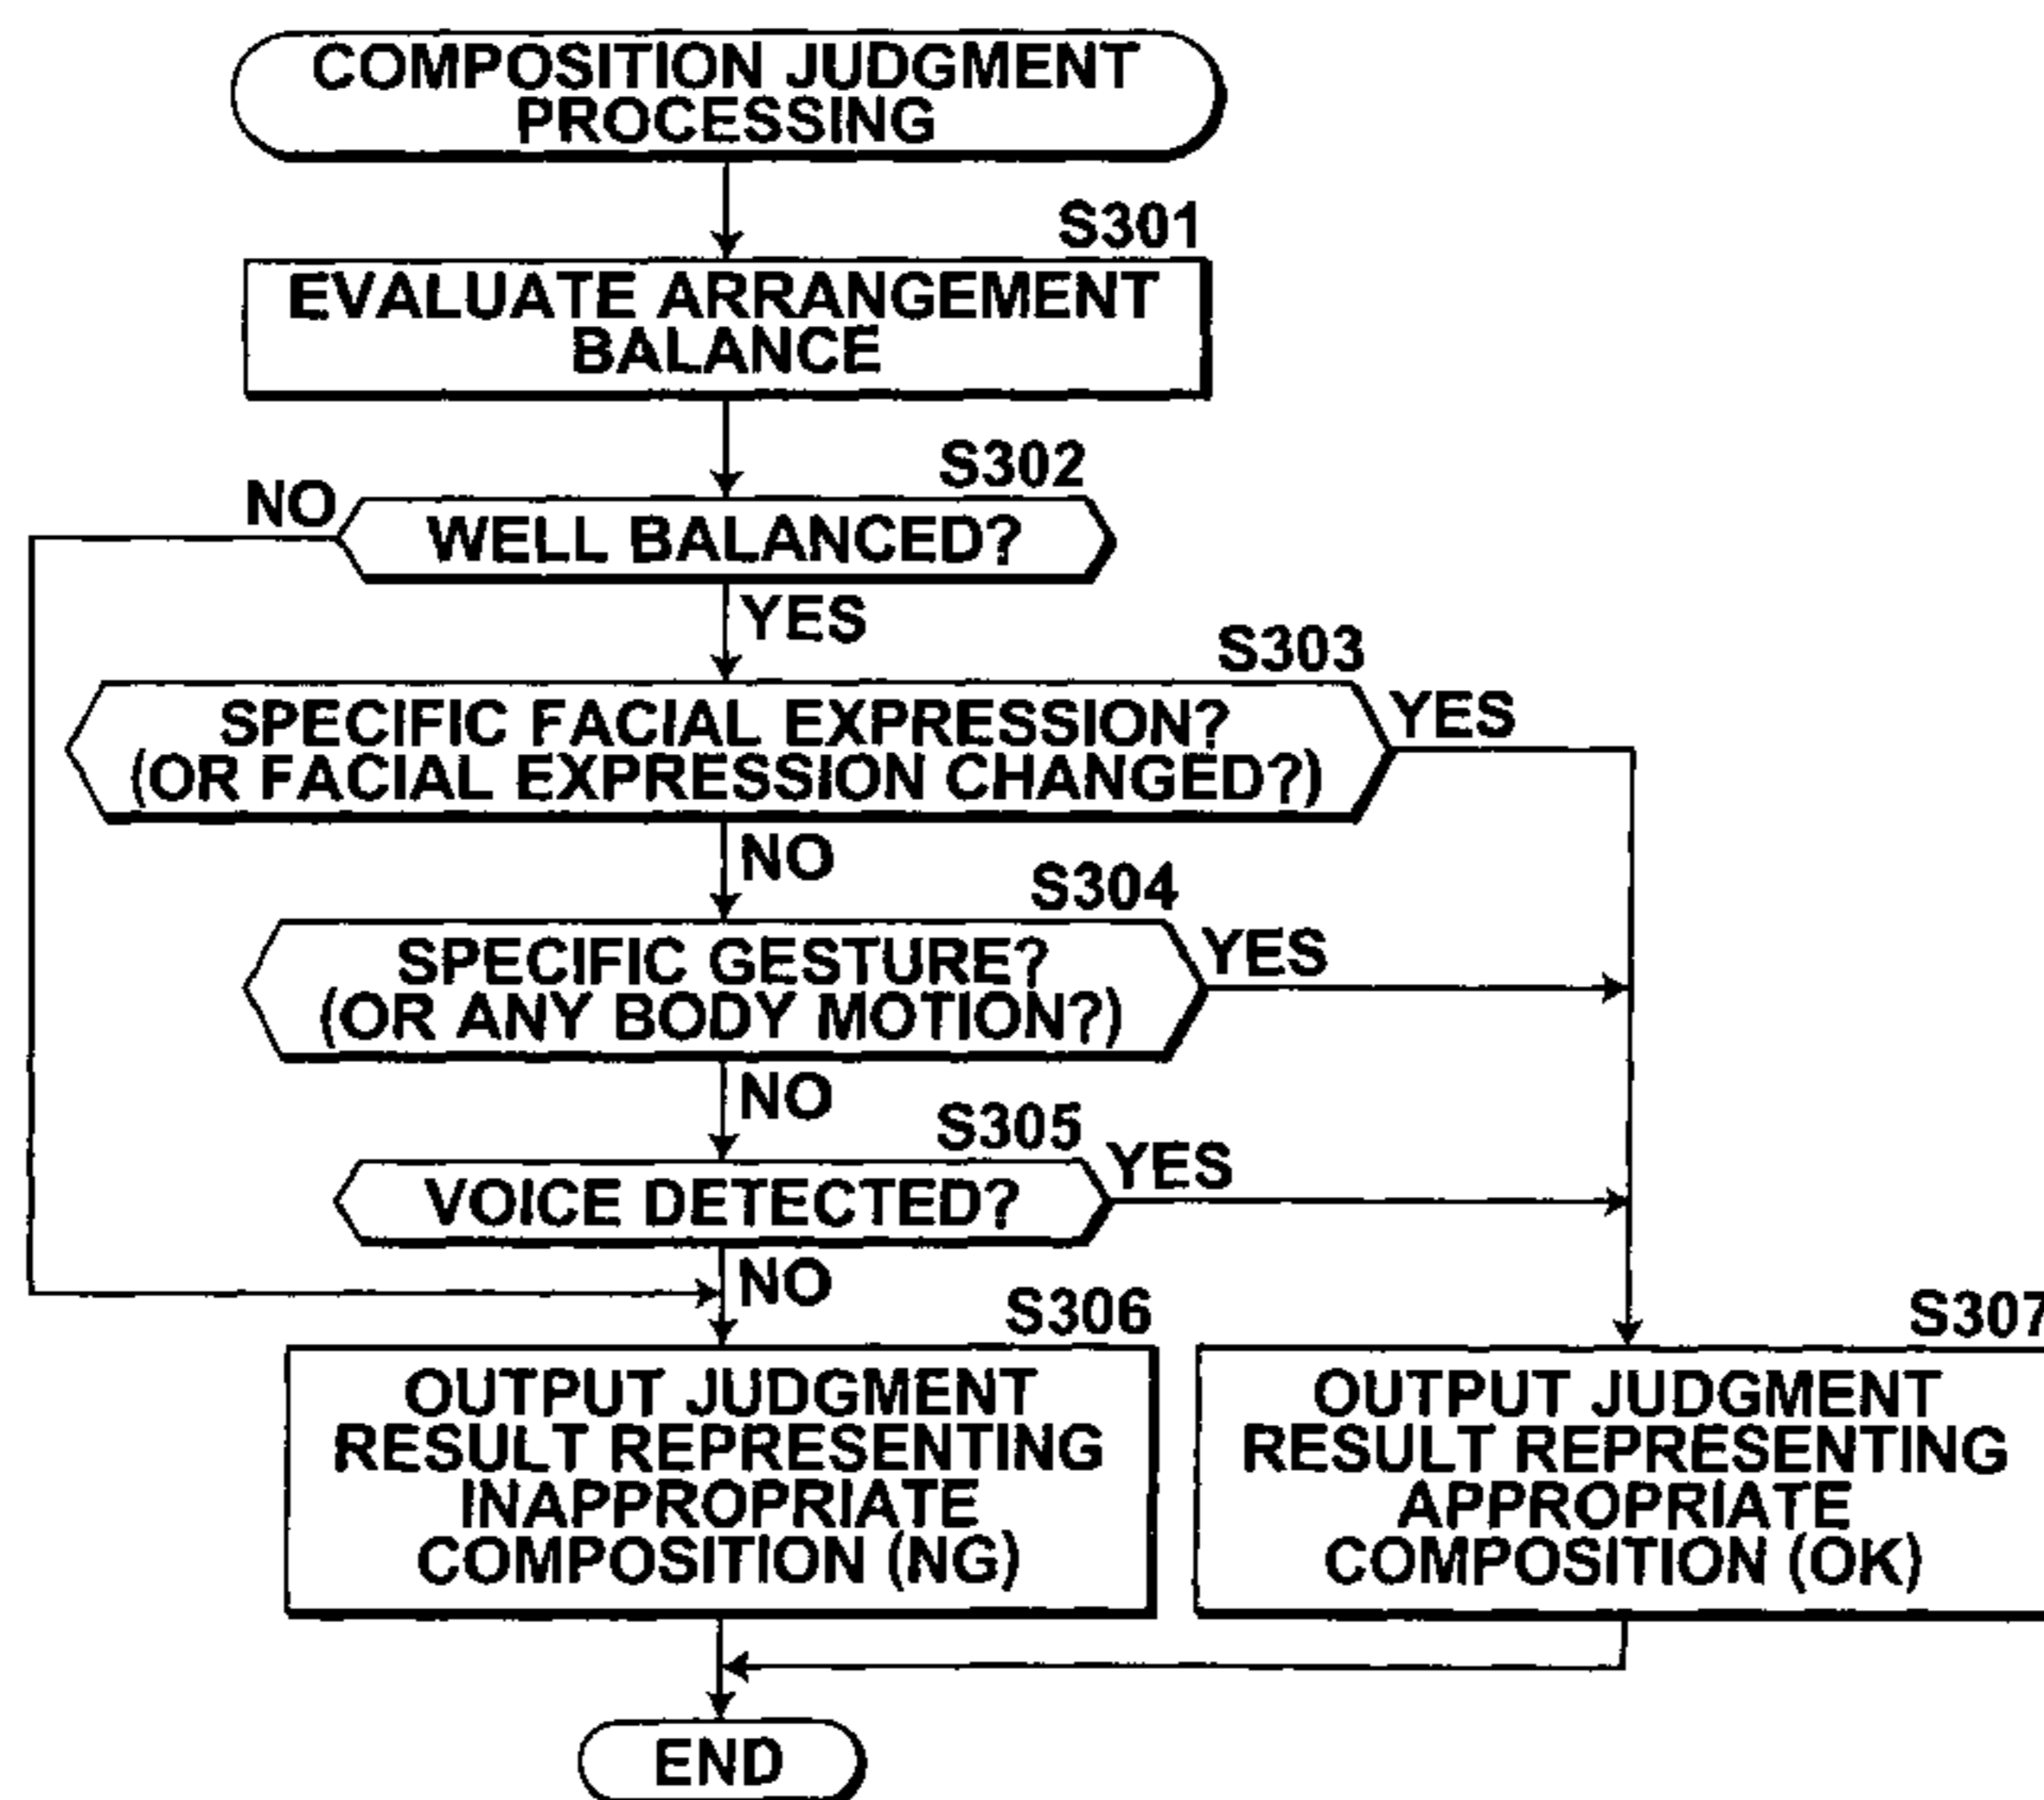 COMPOSITION JUDGMENT
PROCESSING
S301
EVALUATE ARRANGEMENT
BALANCE
S302
NO
WELL BALANCED?
YES
S303
SPECIFIC FACIAL EXPRESSION?
(OR FACIAL EXPRESSION CHANGED?)
YES
NO
S304
SPECIFIC GESTURE?
(OR ANY BODY MOTION?)
YES
NO
S305
VOICE DETECTED?
YES
NO
S306
OUTPUT JUDGMENT
RESULT REPRESENTING
INAPPROPRIATE
COMPOSITION (NG)
S307
OUTPUT JUDGMENT
RESULT REPRESENTING
APPROPRIATE
COMPOSITION (OK)
END